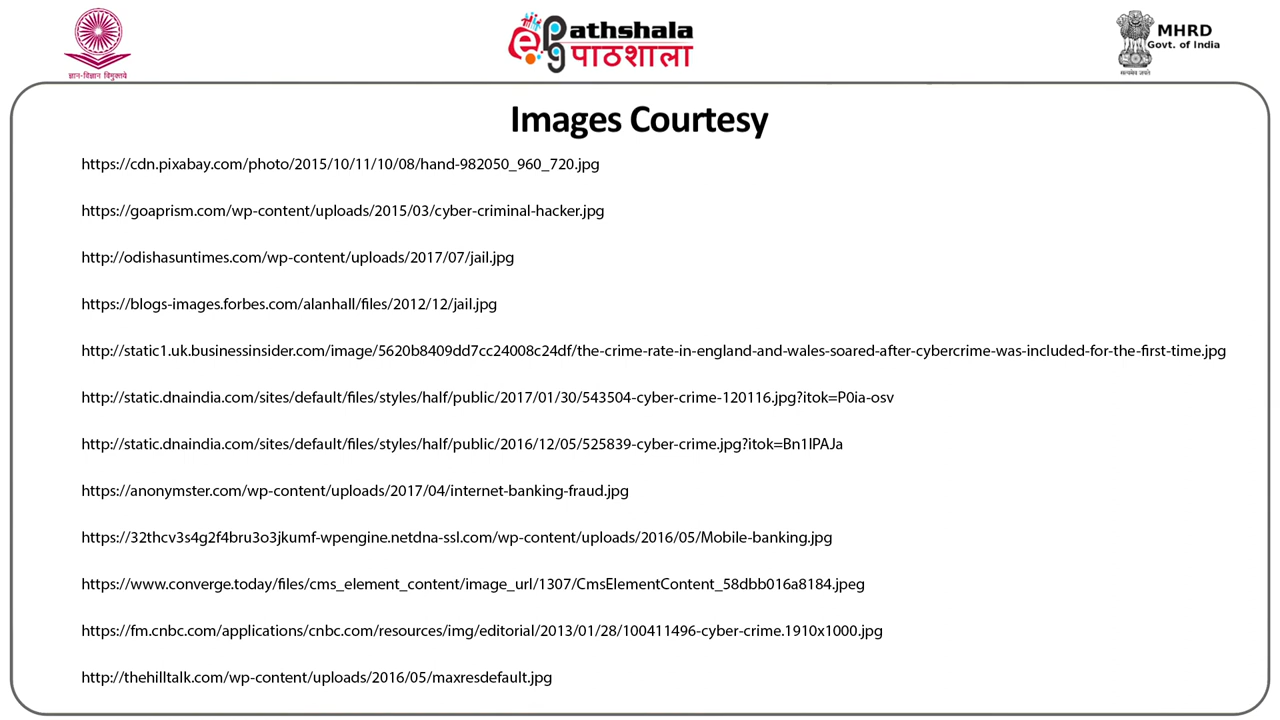 ज्ञान-विज्ञान विमुक्तये
epg Pathshala
पाठशाला
MHRD
Govt. of India
सत्यमेव जयते
Images Courtesy
https://cdn.pixabay.com/photo/2015/10/11/10/08/hand-982050_960_720.jpg
https://goaprism.com/wp-content/uploads/2015/03/cyber-criminal-hacker.jpg
http://odishasuntimes.com/wp-content/uploads/2017/07/jail.jpg
https://blogs-images.forbes.com/alanhall/files/2012/12/jail.jpg
http://static1.uk.businessinsider.com/image/5620b8409dd7cc24008c24df/the-crime-rate-in-england-and-wales-soared-after-cybercrime-was-included-for-the-first-time.jpg
http://static.dnaindia.com/sites/default/files/styles/half/public/2017/01/30/543504-cyber-crime-120116.jpg?itok=P0ia-osv
http://static.dnaindia.com/sites/default/files/styles/half/public/2016/12/05/525839-cyber-crime.jpg?itok=Bn1lPAJa
https://anonymster.com/wp-content/uploads/2017/04/internet-banking-fraud.jpg
https://32thcv3s4g2f4bru3o3jkumf-wpengine.netdna-ssl.com/wp-content/uploads/2016/05/Mobile-banking.jpg
https://www.converge.today/files/cms_element_content/image_url/1307/CmsElementContent_58dbb016a8184.jpeg
https://fm.cnbc.com/applications/cnbc.com/resources/img/editorial/2013/01/28/100411496-cyber-crime.1910x1000.jpg
http://thehilltalk.com/wp-content/uploads/2016/05/maxresdefault.jpg